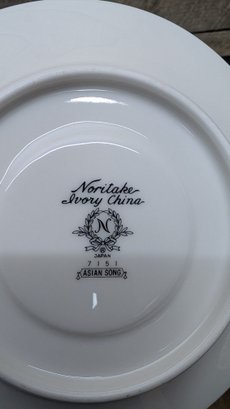 Noritake
Ivory China
N
®
JAPAN
7151
ASIAN SONG